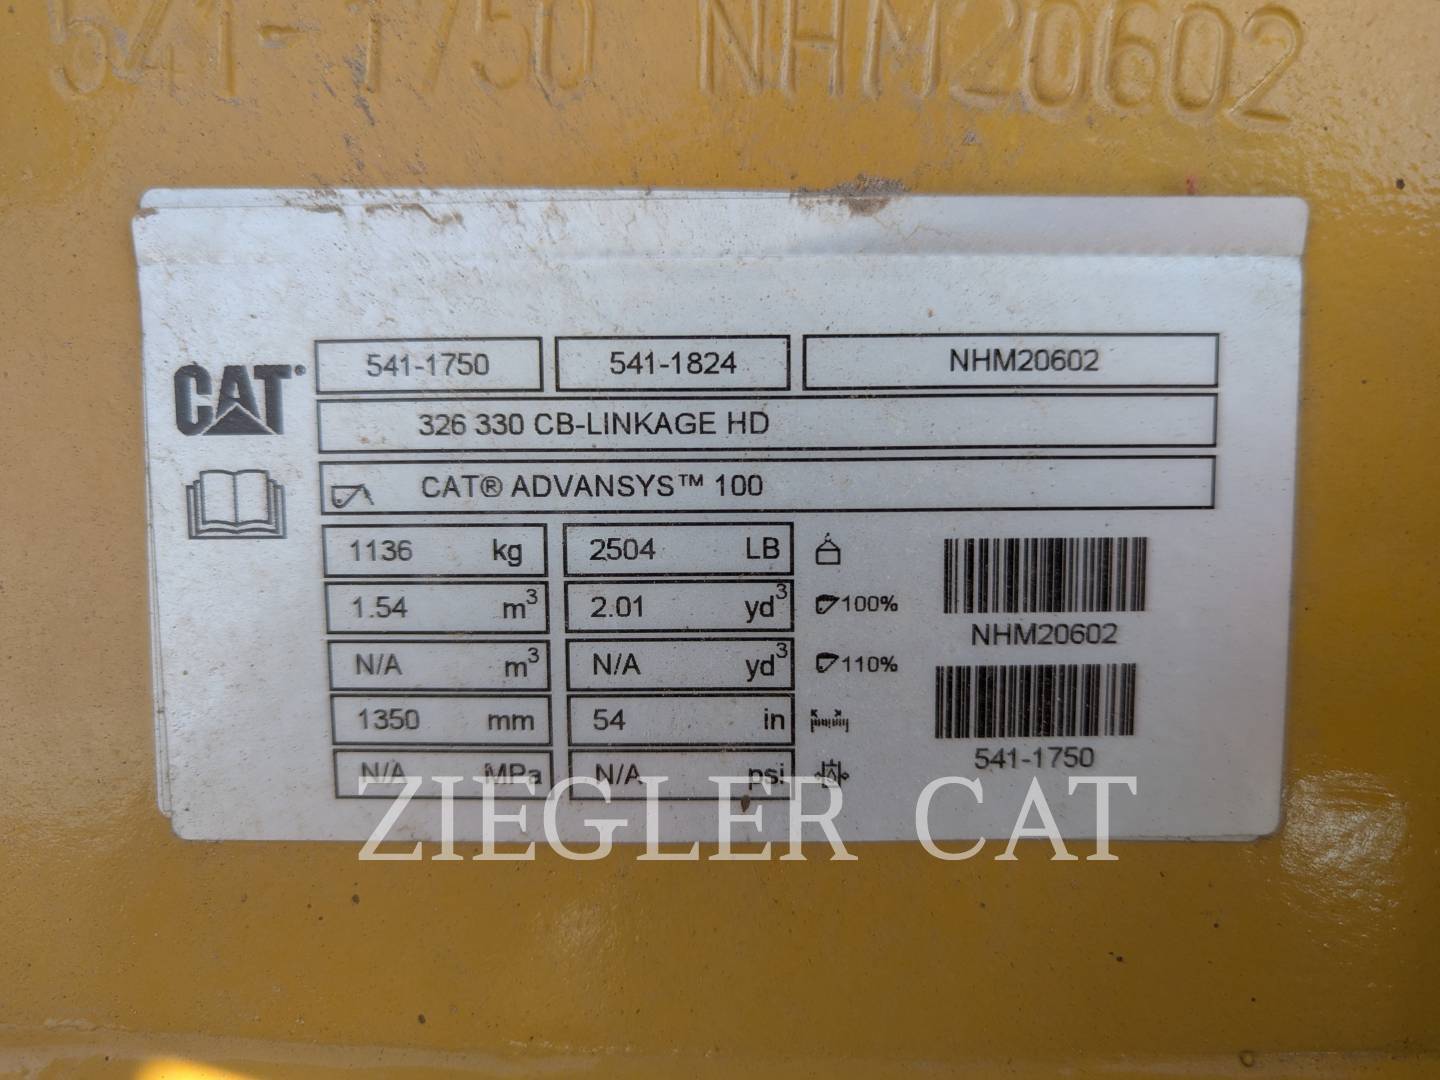 541-1750 NHM20602
CAT®
541-1750 541-1824 NHM20602
326 330 CB-LINKAGE HD
CAT® ADVANSYS™ 100
1136 kg 2504 LB
1.54 m³ 2.01 yd³ 100%
N/A m³ N/A yd³ 110%
NHM20602
1350 mm 54 in
541-1750
N/A MPa N/A psi
ZIEGLER CAT